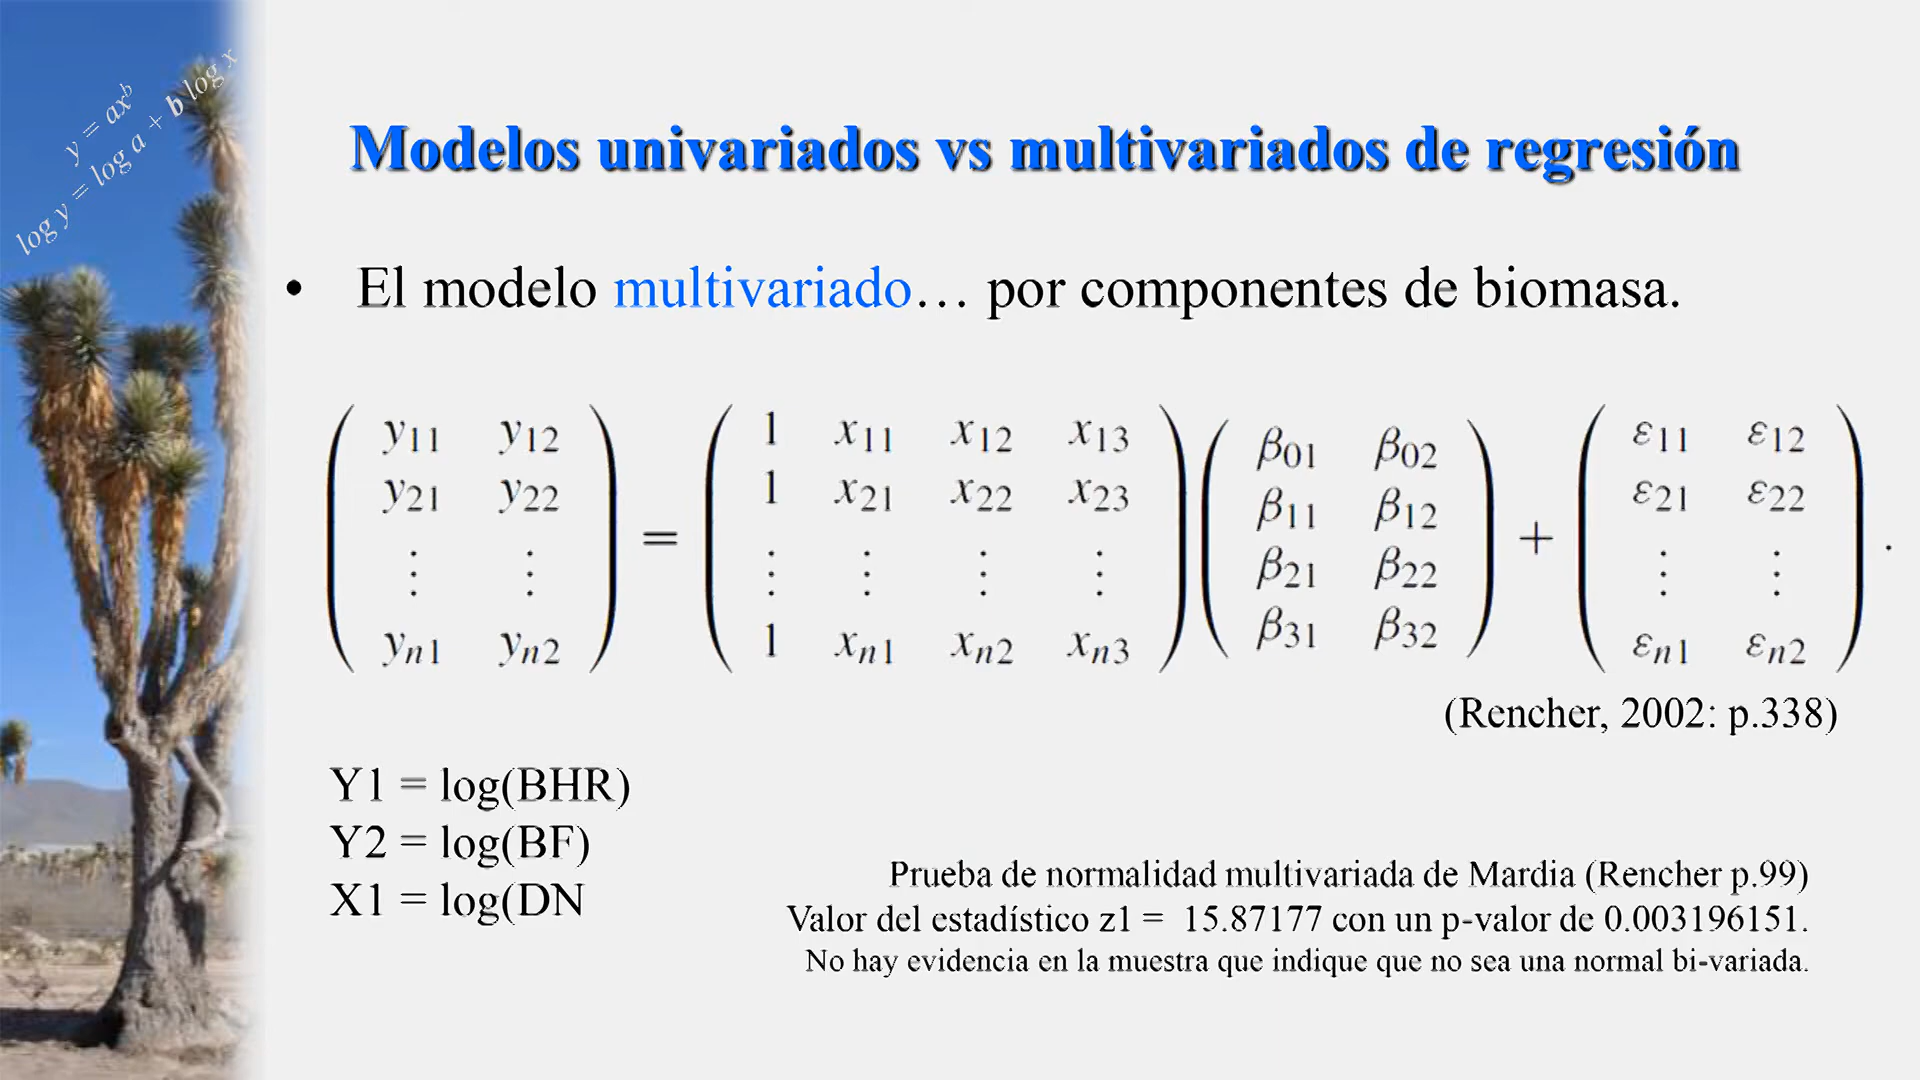 y = ax^b
log y = log a + b log x
Modelos univariados vs multivariados de regresión
• El modelo multivariado… por componentes de biomasa.
( y11 y12 ) = ( 1 x11 x12 x13 ) ( β01 β02 ) + ( ε11 ε12 ) .
( y21 y22 ) ( 1 x21 x22 x23 ) ( β11 β12 ) ( ε21 ε22 )
( ⋮ ⋮ ) ( ⋮ ⋮ ⋮ ⋮ ) ( β21 β22 ) ( ⋮ ⋮ )
( yn1 yn2 ) ( 1 xn1 xn2 xn3 ) ( β31 β32 ) ( εn1 εn2 )
(Rencher, 2002: p.338)
Y1 = log(BHR)
Y2 = log(BF)
X1 = log(DN
Prueba de normalidad multivariada de Mardia (Rencher p.99)
Valor del estadístico z1 = 15.87177 con un p-valor de 0.003196151.
No hay evidencia en la muestra que indique que no sea una normal bi-variada.